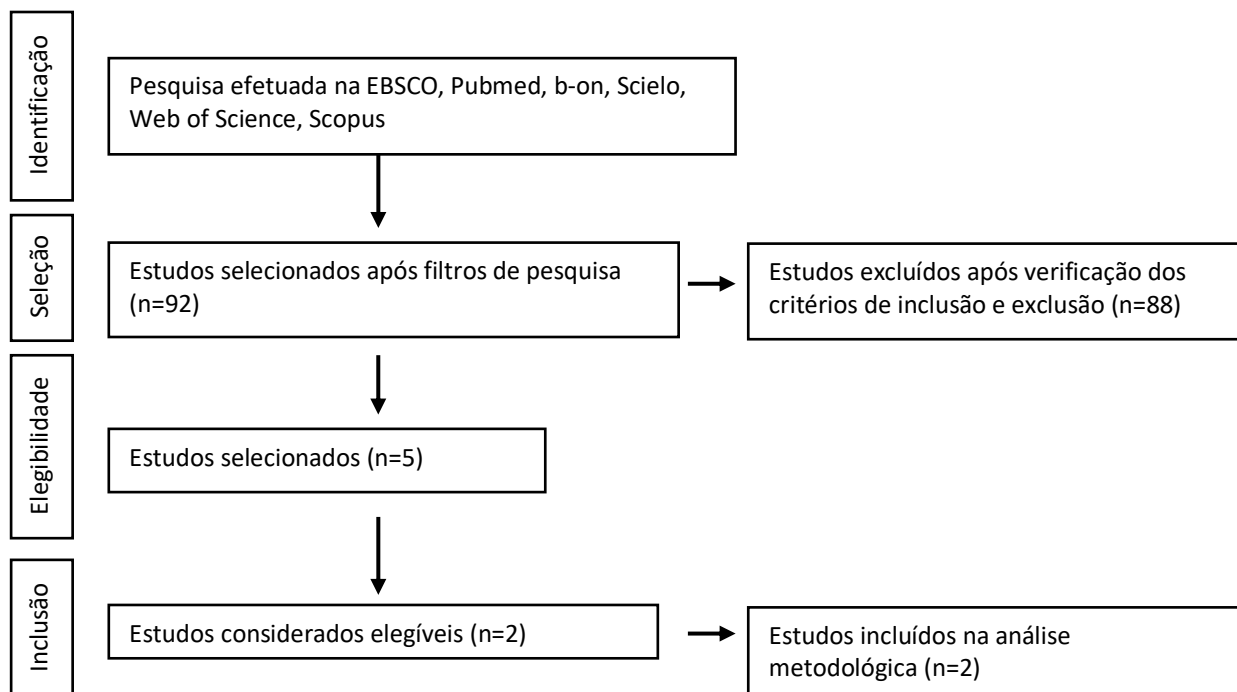 Identificação
Pesquisa efetuada na EBSCO, Pubmed, b-on, Scielo,
Web of Science, Scopus
Seleção
Estudos selecionados após filtros de pesquisa
(n=92)
Estudos excluídos após verificação dos
critérios de inclusão e exclusão (n=88)
Elegibilidade
Estudos selecionados (n=5)
Inclusão
Estudos considerados elegíveis (n=2)
Estudos incluídos na análise
metodológica (n=2)